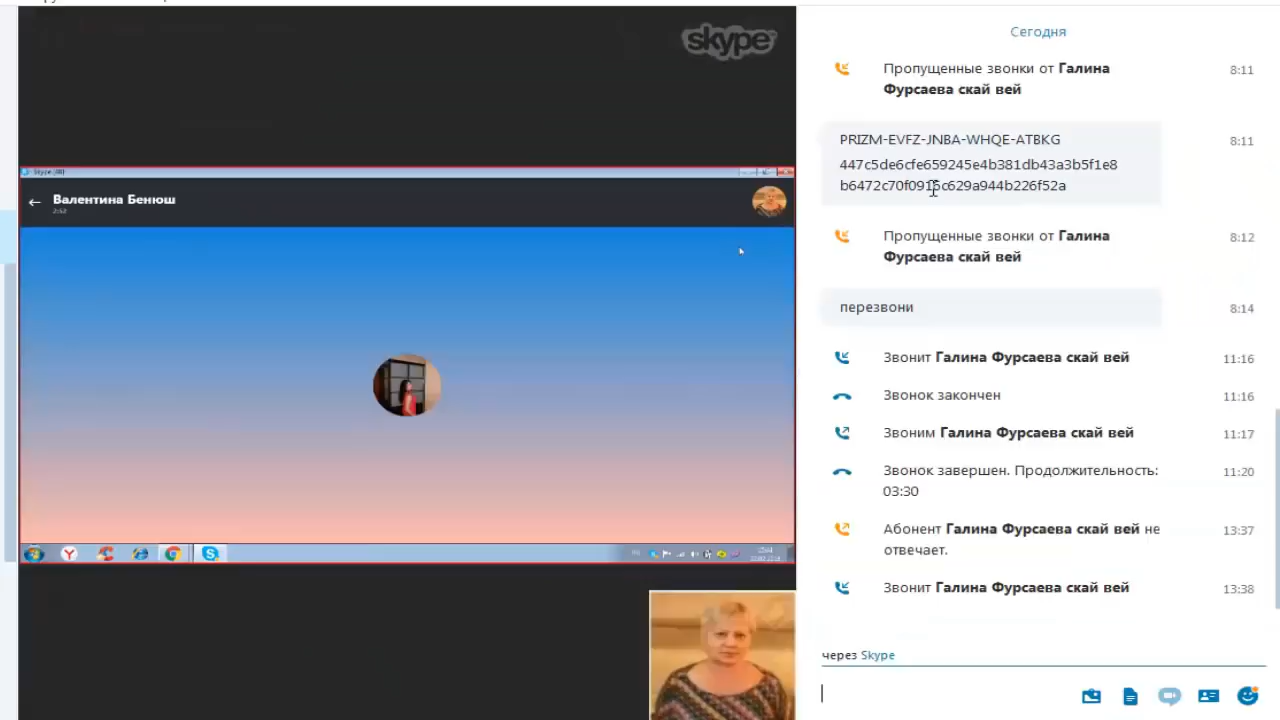 skype
Skype
Валентина Бенюш
2:52
Сегодня
Пропущенные звонки от Галина
Фурсаева скай вей
8:11
PRIZM-EVFZ-JNBA-WHQE-ATBKG
8:11
447c5de6cfe659245e4b381db43a3b5f1e8
b6472c70f0916c629a944b226f52a
Пропущенные звонки от Галина
Фурсаева скай вей
8:12
перезвони
8:14
Звонит Галина Фурсаева скай вей
11:16
Звонок закончен
11:16
Звоним Галина Фурсаева скай вей
11:17
Звонок завершен. Продолжительность:
03:30
11:20
Абонент Галина Фурсаева скай вей не
отвечает.
13:37
Звонит Галина Фурсаева скай вей
13:38
через Skype